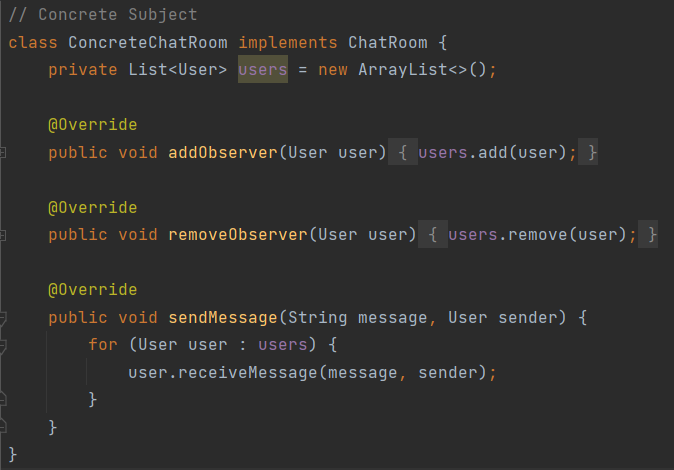 // Concrete Subject
class ConcreteChatRoom implements ChatRoom {
    private List<User> users = new ArrayList<>();

    @Override
    public void addObserver(User user) { users.add(user); }

    @Override
    public void removeObserver(User user) { users.remove(user); }

    @Override
    public void sendMessage(String message, User sender) {
        for (User user : users) {
            user.receiveMessage(message, sender);
        }
    }
}